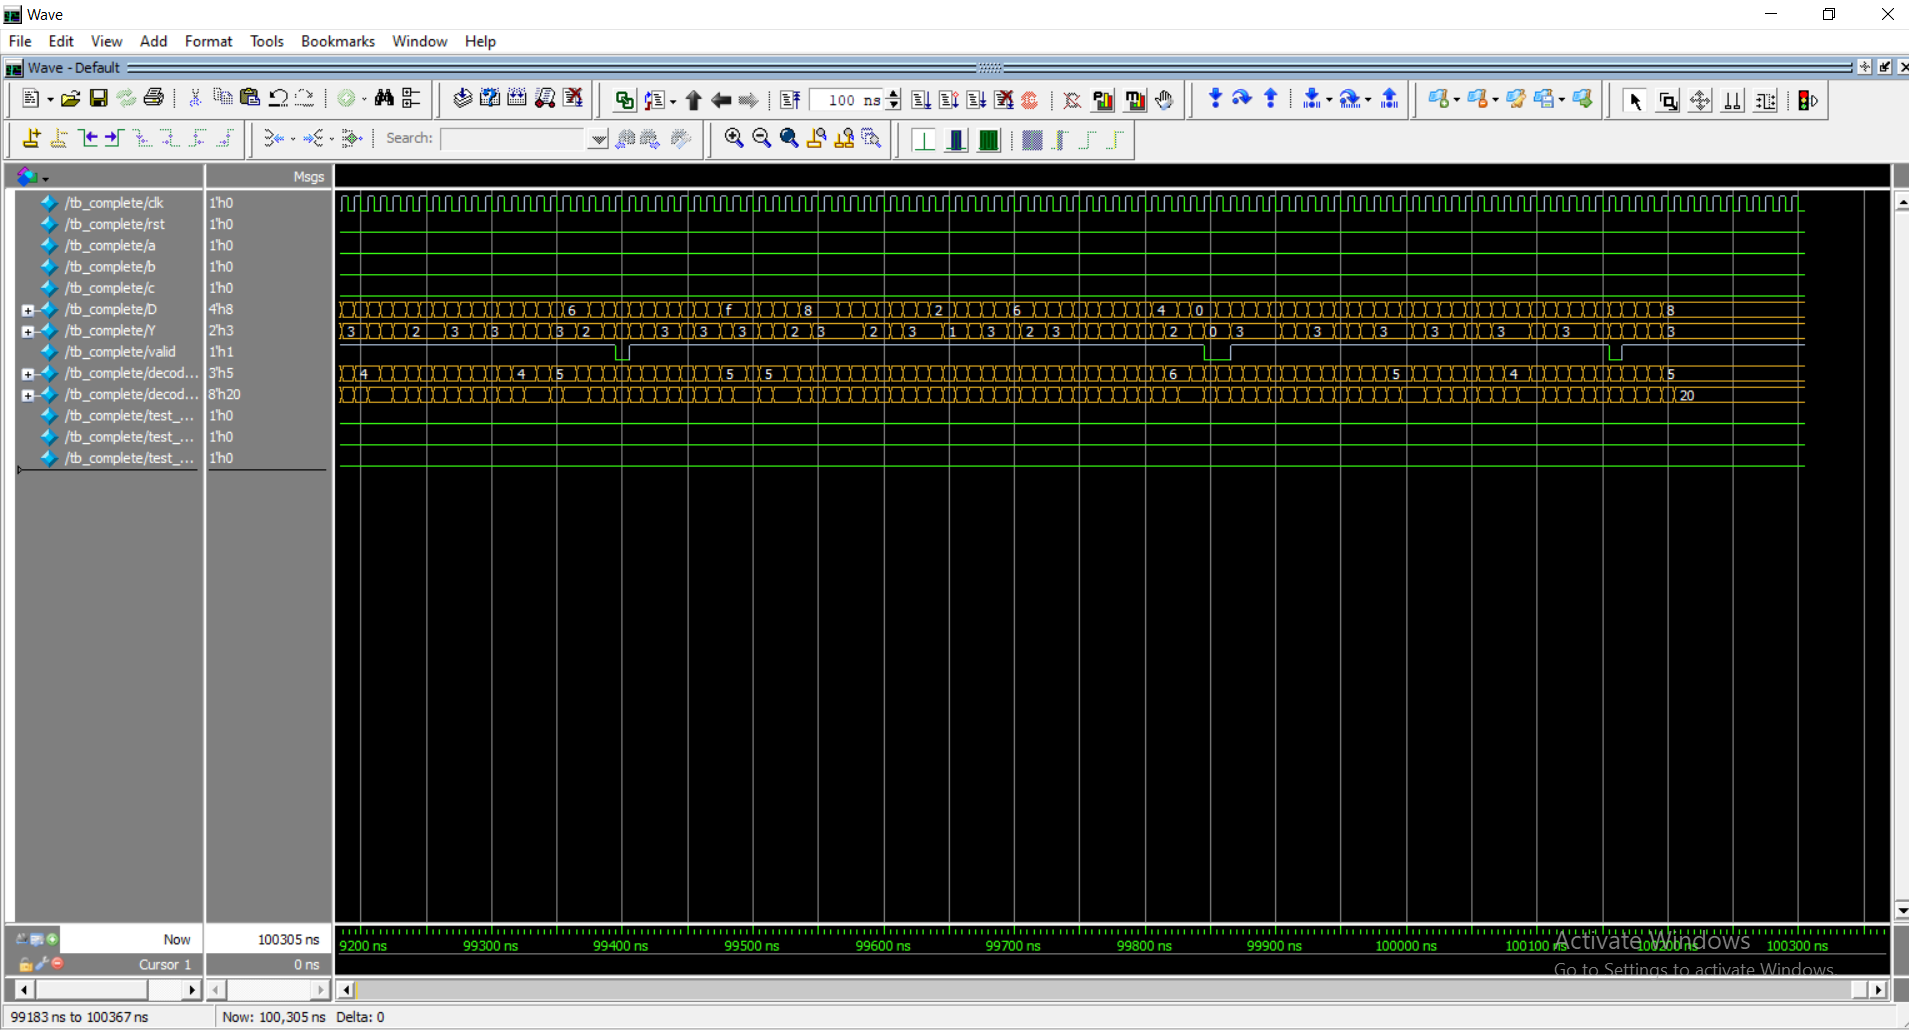 Wave
File Edit View Add Format Tools Bookmarks Window Help
Wave - Default
100 ns
Search:
Msgs
/tb_complete/clk 1'h0
/tb_complete/rst 1'h0
/tb_complete/a 1'h0
/tb_complete/b 1'h0
/tb_complete/c 1'h0
/tb_complete/D 4'h8 6 f 8 2 6 4 0 8
/tb_complete/Y 2'h3 3 2 3 3 3 2 3 3 3 2 3 2 3 1 3 2 3 2 0 3 3 3 3 3 3 3
/tb_complete/valid 1'h1
/tb_complete/decod... 3'h5 4 4 5 5 5 6 5 4 5
/tb_complete/decod... 8'h20 20
/tb_complete/test_... 1'h0
/tb_complete/test_... 1'h0
/tb_complete/test_... 1'h0
Now 100305 ns 9200 ns 99300 ns 99400 ns 99500 ns 99600 ns 99700 ns 99800 ns 99900 ns 100000 ns 100100 ns 100200 ns 100300 ns
Activate Windows
Cursor 1 0 ns
Go to Settings to activate Windows.
99183 ns to 100367 ns Now: 100,305 ns Delta: 0